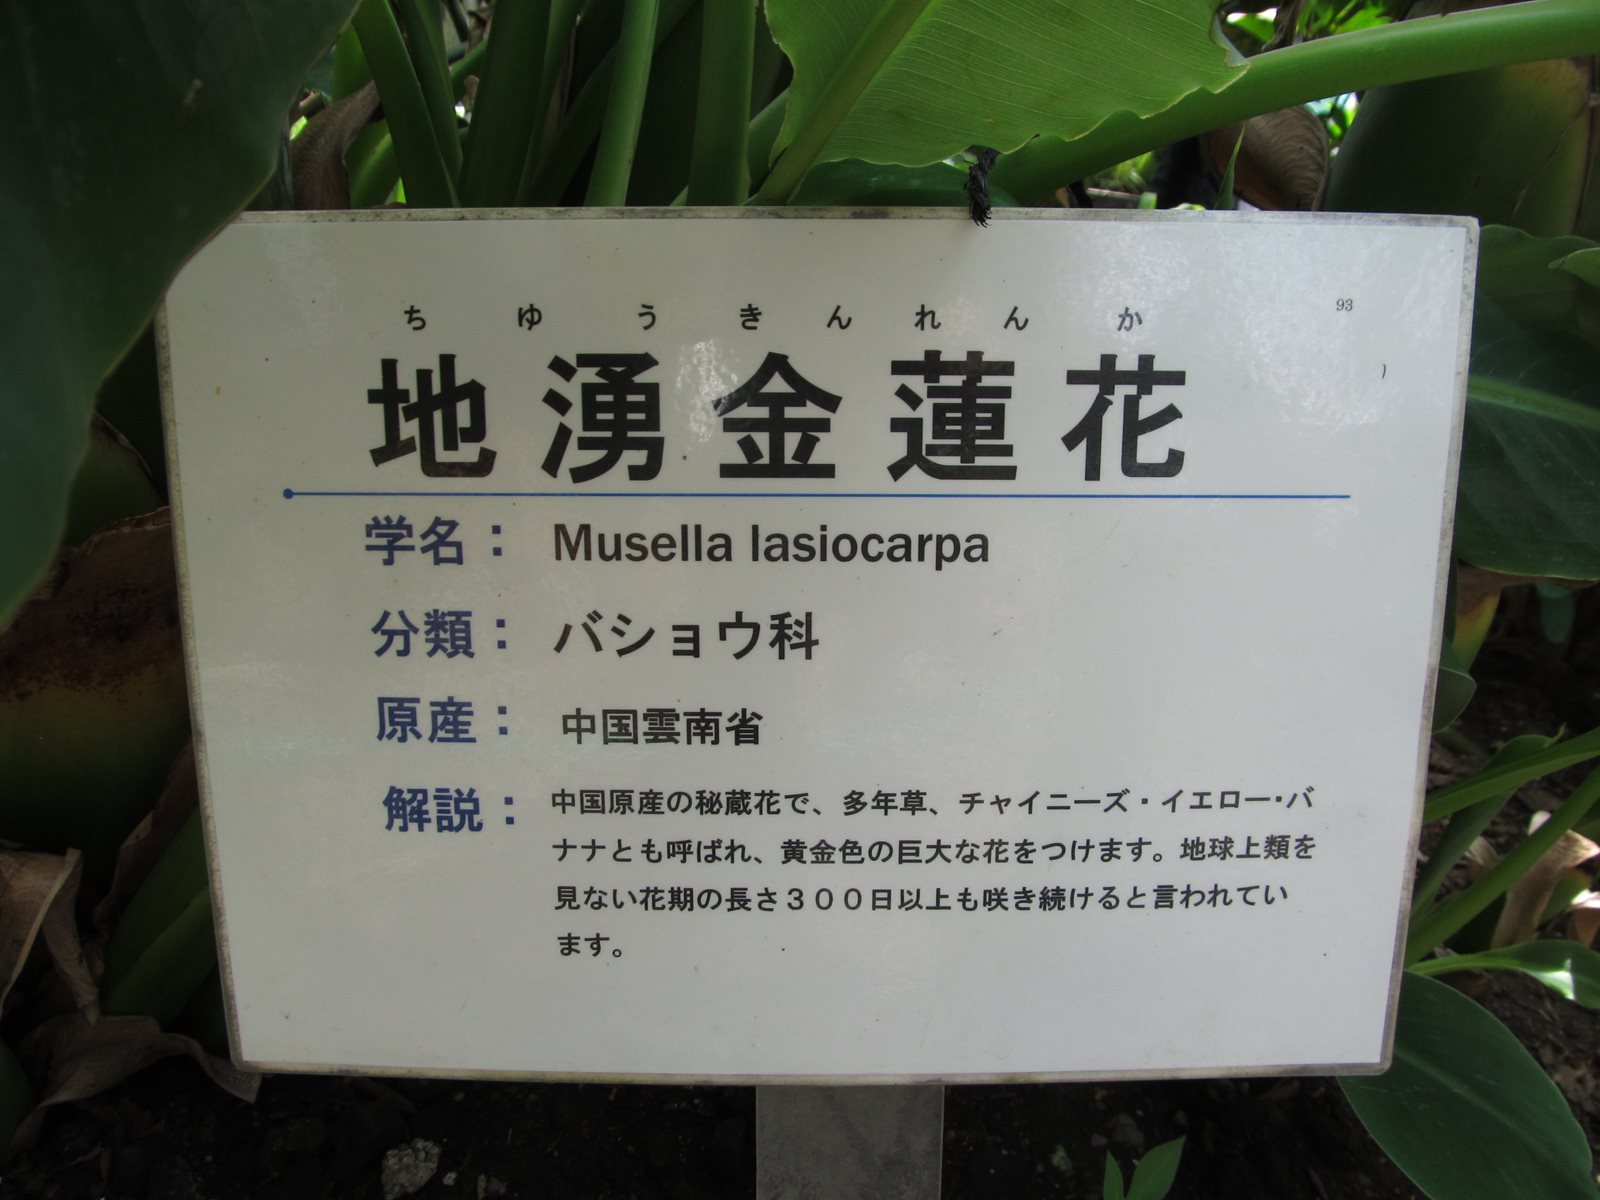 93
ちゆうきんれんか
地湧金蓮花
学名： Musella lasiocarpa
分類： バショウ科
原産： 中国雲南省
解説： 中国原産の秘蔵花で、多年草、チャイニーズ・イエロー・バ
ナナとも呼ばれ、黄金色の巨大な花をつけます。地球上類を
見ない花期の長さ３００日以上も咲き続けると言われてい
ます。